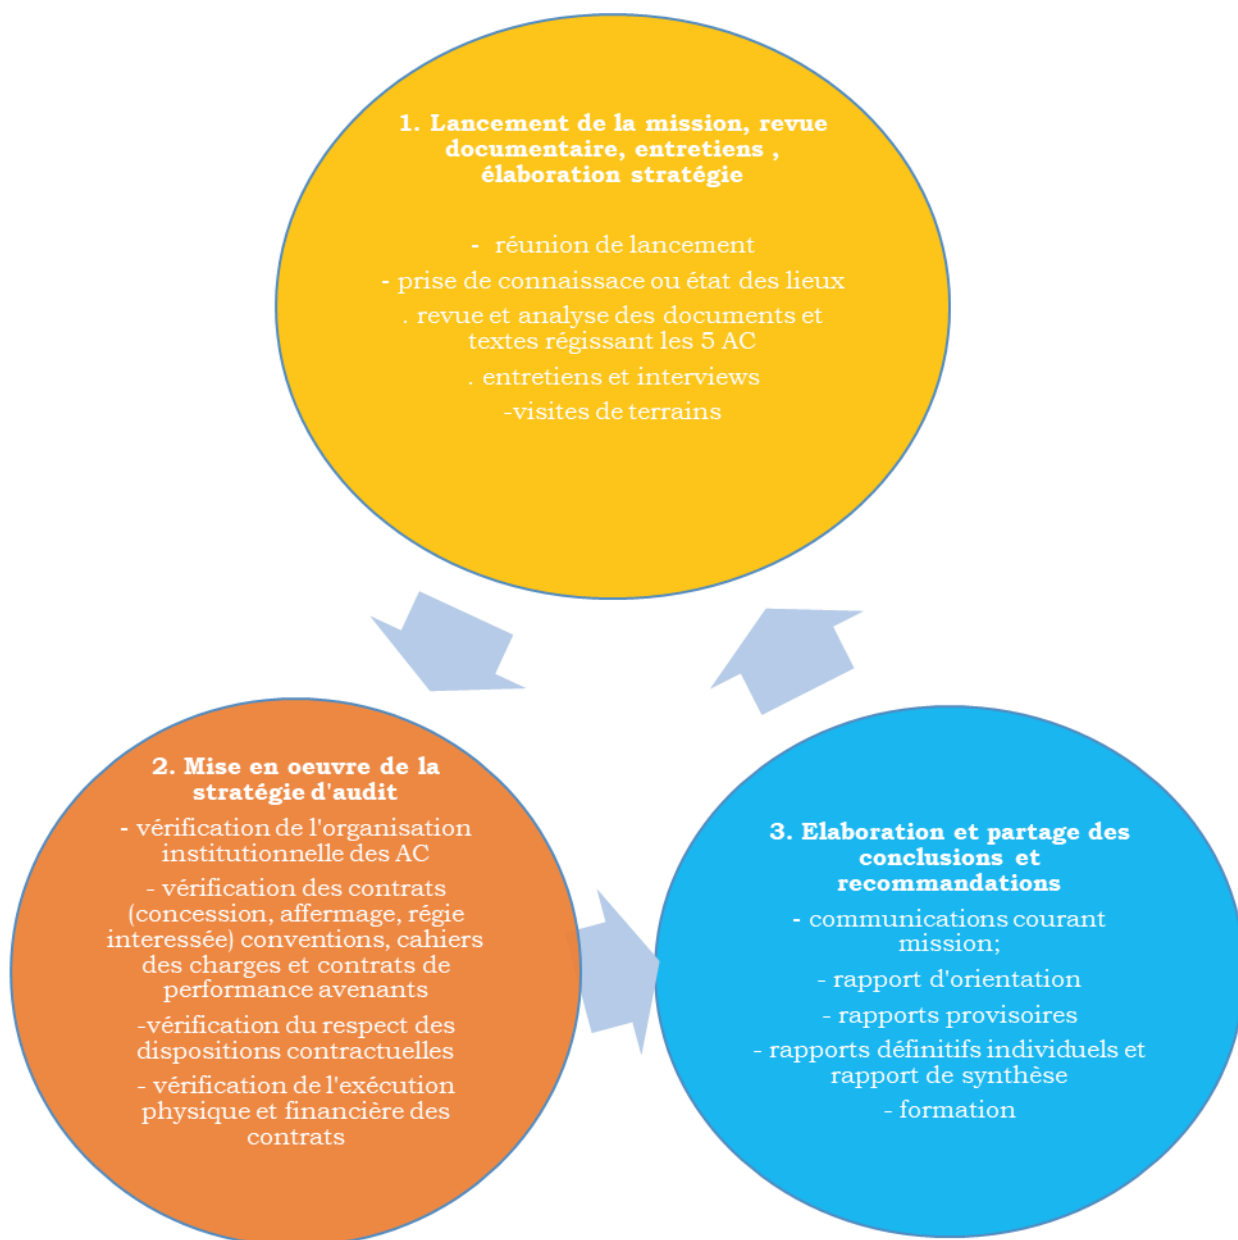 1. Lancement de la mission, revue
documentaire, entretiens ,
élaboration stratégie
- réunion de lancement
- prise de connaissace ou état des lieux
. revue et analyse des documents et
textes régissant les 5 AC
. entretiens et interviews
-visites de terrains
2. Mise en oeuvre de la
stratégie d'audit
- vérification de l'organisation
institutionnelle des AC
- vérification des contrats
(concession, affermage, régie
interessée) conventions, cahiers
des charges et contrats de
performance avenants
-vérification du respect des
dispositions contractuelles
- vérification de l'exécution
physique et financière des
contrats
3. Elaboration et partage des
conclusions et
recommandations
- communications courant
mission;
- rapport d'orientation
- rapports provisoires
- rapports définitifs individuels et
rapport de synthèse
- formation